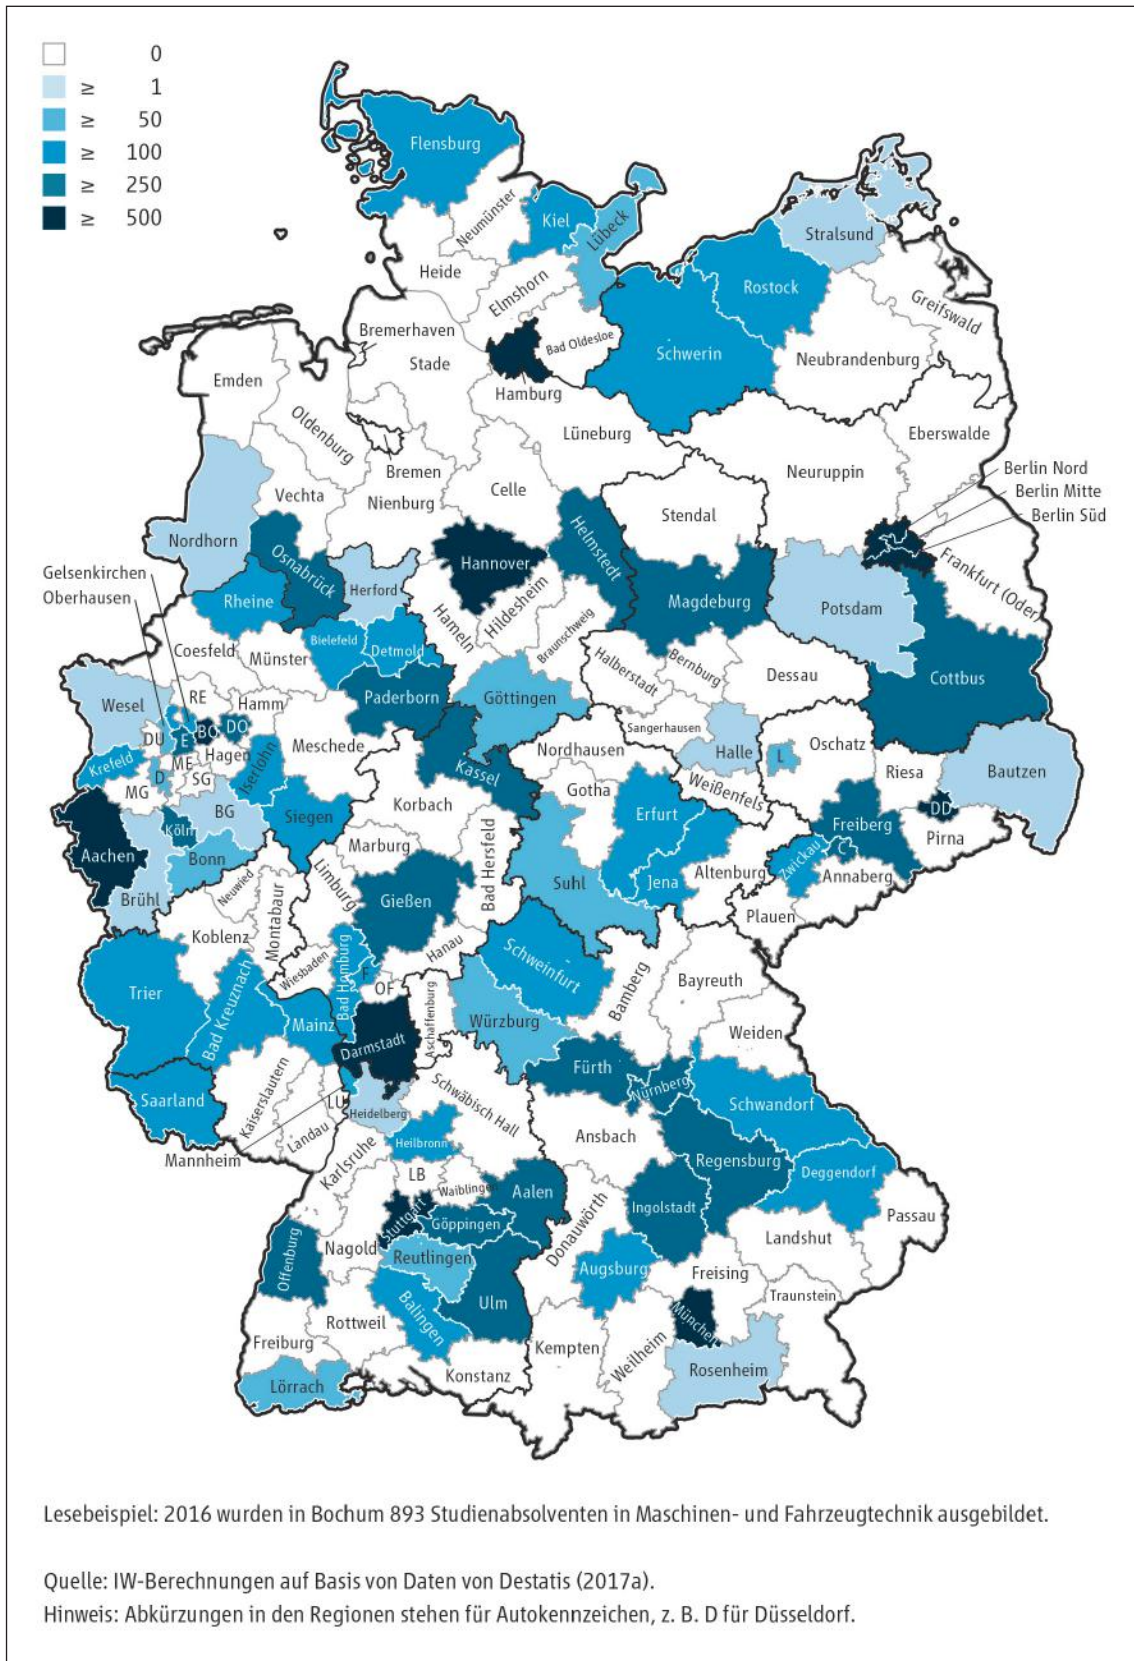 0
≥ 1
≥ 50
≥ 100
≥ 250
≥ 500
Flensburg
Neumünster
Kiel
Lübeck
Stralsund
Heide
Elmshorn
Rostock
Greifswald
Bremerhaven
Stade
Bad Oldesloe
Schwerin
Neubrandenburg
Emden
Hamburg
Oldenburg
Lüneburg
Eberswalde
Bremen
Neuruppin
Berlin Nord
Vechta
Nienburg
Celle
Berlin Mitte
Stendal
Berlin Süd
Nordhorn
Osnabrück
Hannover
Helmstedt
Frankfurt (Oder)
Gelsenkirchen
Oberhausen
Rheine
Herford
Hameln
Hildesheim
Braunschweig
Magdeburg
Potsdam
Coesfeld
Münster
Bielefeld
Detmold
Halberstadt
Bernburg
Dessau
Cottbus
Wesel
RE
Hamm
Paderborn
Göttingen
Sangerhausen
DU
E
BO
DO
Meschede
Nordhausen
Halle
L
Oschatz
Riesa
Bautzen
Krefeld
D
ME
Hagen
Iserlohn
Kassel
MG
SG
Gotha
Weißenfels
Korbach
Erfurt
DD
BG
Siegen
Köln
Freiberg
Pirna
Aachen
Bonn
Marburg
Bad Hersfeld
Zwickau
C
Brühl
Neuwied
Limburg
Gießen
Suhl
Jena
Altenburg
Annaberg
Koblenz
Montabaur
Plauen
Trier
Wiesbaden
Bad Homburg
F
Hanau
OF
Schweinfurt
Bamberg
Bayreuth
Bad Kreuznach
Mainz
Darmstadt
Aschaffenburg
Würzburg
Weiden
Saarland
Kaiserslautern
Landau
LU
Heidelberg
Schwäbisch Hall
Fürth
Nürnberg
Schwandorf
Mannheim
Karlsruhe
Heilbronn
Ansbach
Regensburg
Deggendorf
LB
Waiblingen
Aalen
Stuttgart
Göppingen
Donauwörth
Ingolstadt
Passau
Offenburg
Nagold
Reutlingen
Landshut
Augsburg
Freising
Traunstein
Balingen
Ulm
Rottweil
München
Freiburg
Kempten
Weilheim
Rosenheim
Lörrach
Konstanz
Lesebeispiel: 2016 wurden in Bochum 893 Studienabsolventen in Maschinen- und Fahrzeugtechnik ausgebildet.
Quelle: IW-Berechnungen auf Basis von Daten von Destatis (2017a).
Hinweis: Abkürzungen in den Regionen stehen für Autokennzeichen, z. B. D für Düsseldorf.